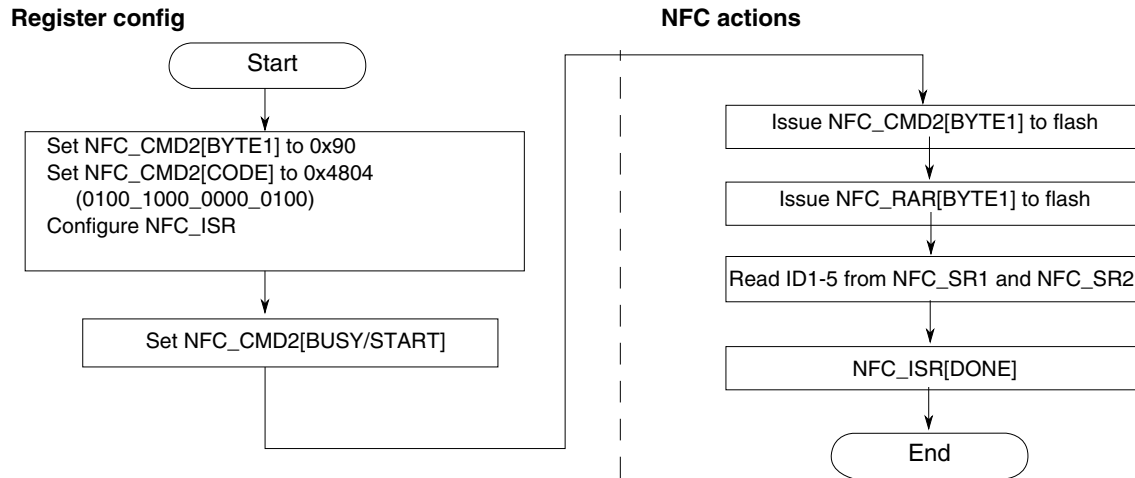 Register config
Start
Set NFC_CMD2[BYTE1] to 0x90
Set NFC_CMD2[CODE] to 0x4804
(0100_1000_0000_0100)
Configure NFC_ISR
Set NFC_CMD2[BUSY/START]
NFC actions
Issue NFC_CMD2[BYTE1] to flash
Issue NFC_RAR[BYTE1] to flash
Read ID1-5 from NFC_SR1 and NFC_SR2
NFC_ISR[DONE]
End